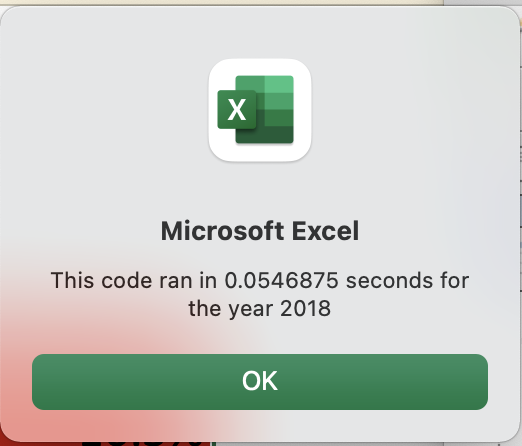 X
Microsoft Excel
This code ran in 0.0546875 seconds for
the year 2018
OK